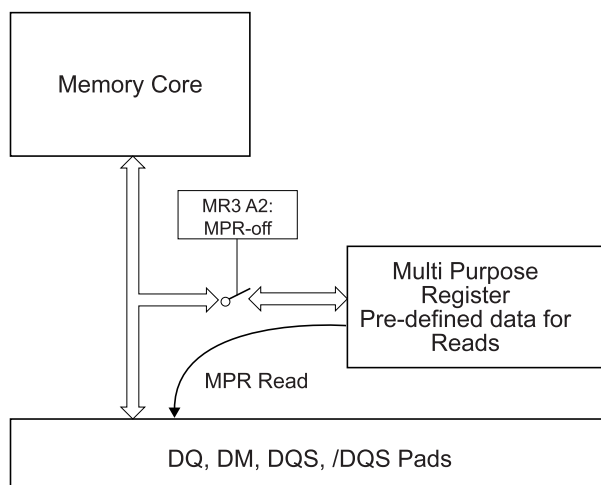 Memory Core
MR3 A2:
MPR-off
Multi Purpose
Register
Pre-defined data for
Reads
MPR Read
DQ, DM, DQS, /DQS Pads